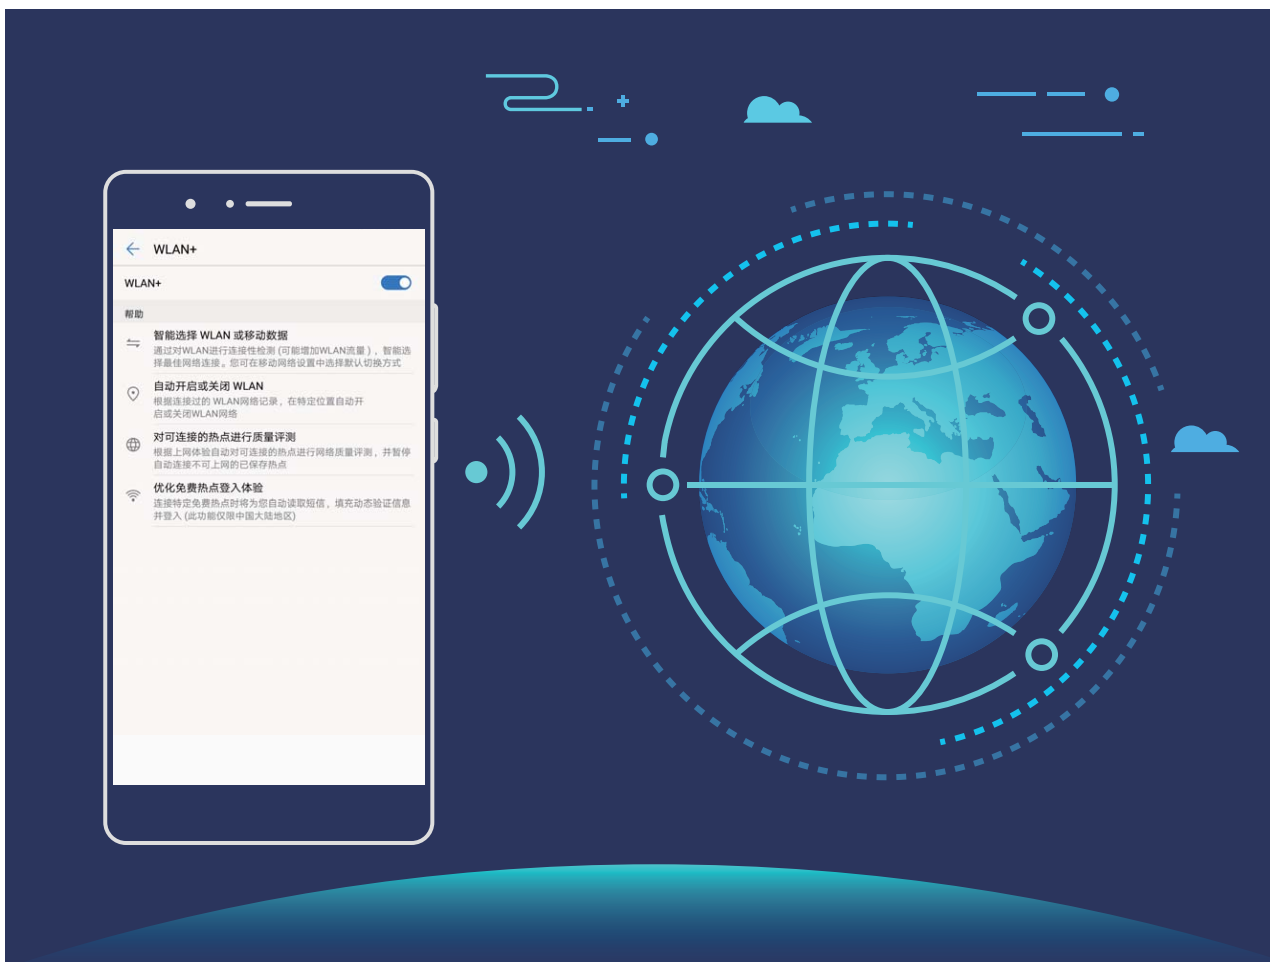 WLAN+
WLAN+
帮助
智能选择 WLAN 或移动数据
通过对WLAN进行连接性检测 (可能增加WLAN流量) ，智能选
择最佳网络连接。您可在移动网络设置中选择默认切换方式
自动开启或关闭 WLAN
根据连接过的 WLAN网络记录，在特定位置自动开
启或关闭WLAN网络
对可连接的热点进行质量评测
根据上网体验自动对可连接的热点进行网络质量评测，并暂停
自动连接不可上网的已保存热点
优化免费热点登入体验
连接特定免费热点时将为您自动读取短信，填充动态验证信息
并登入 (此功能仅限中国大陆地区)